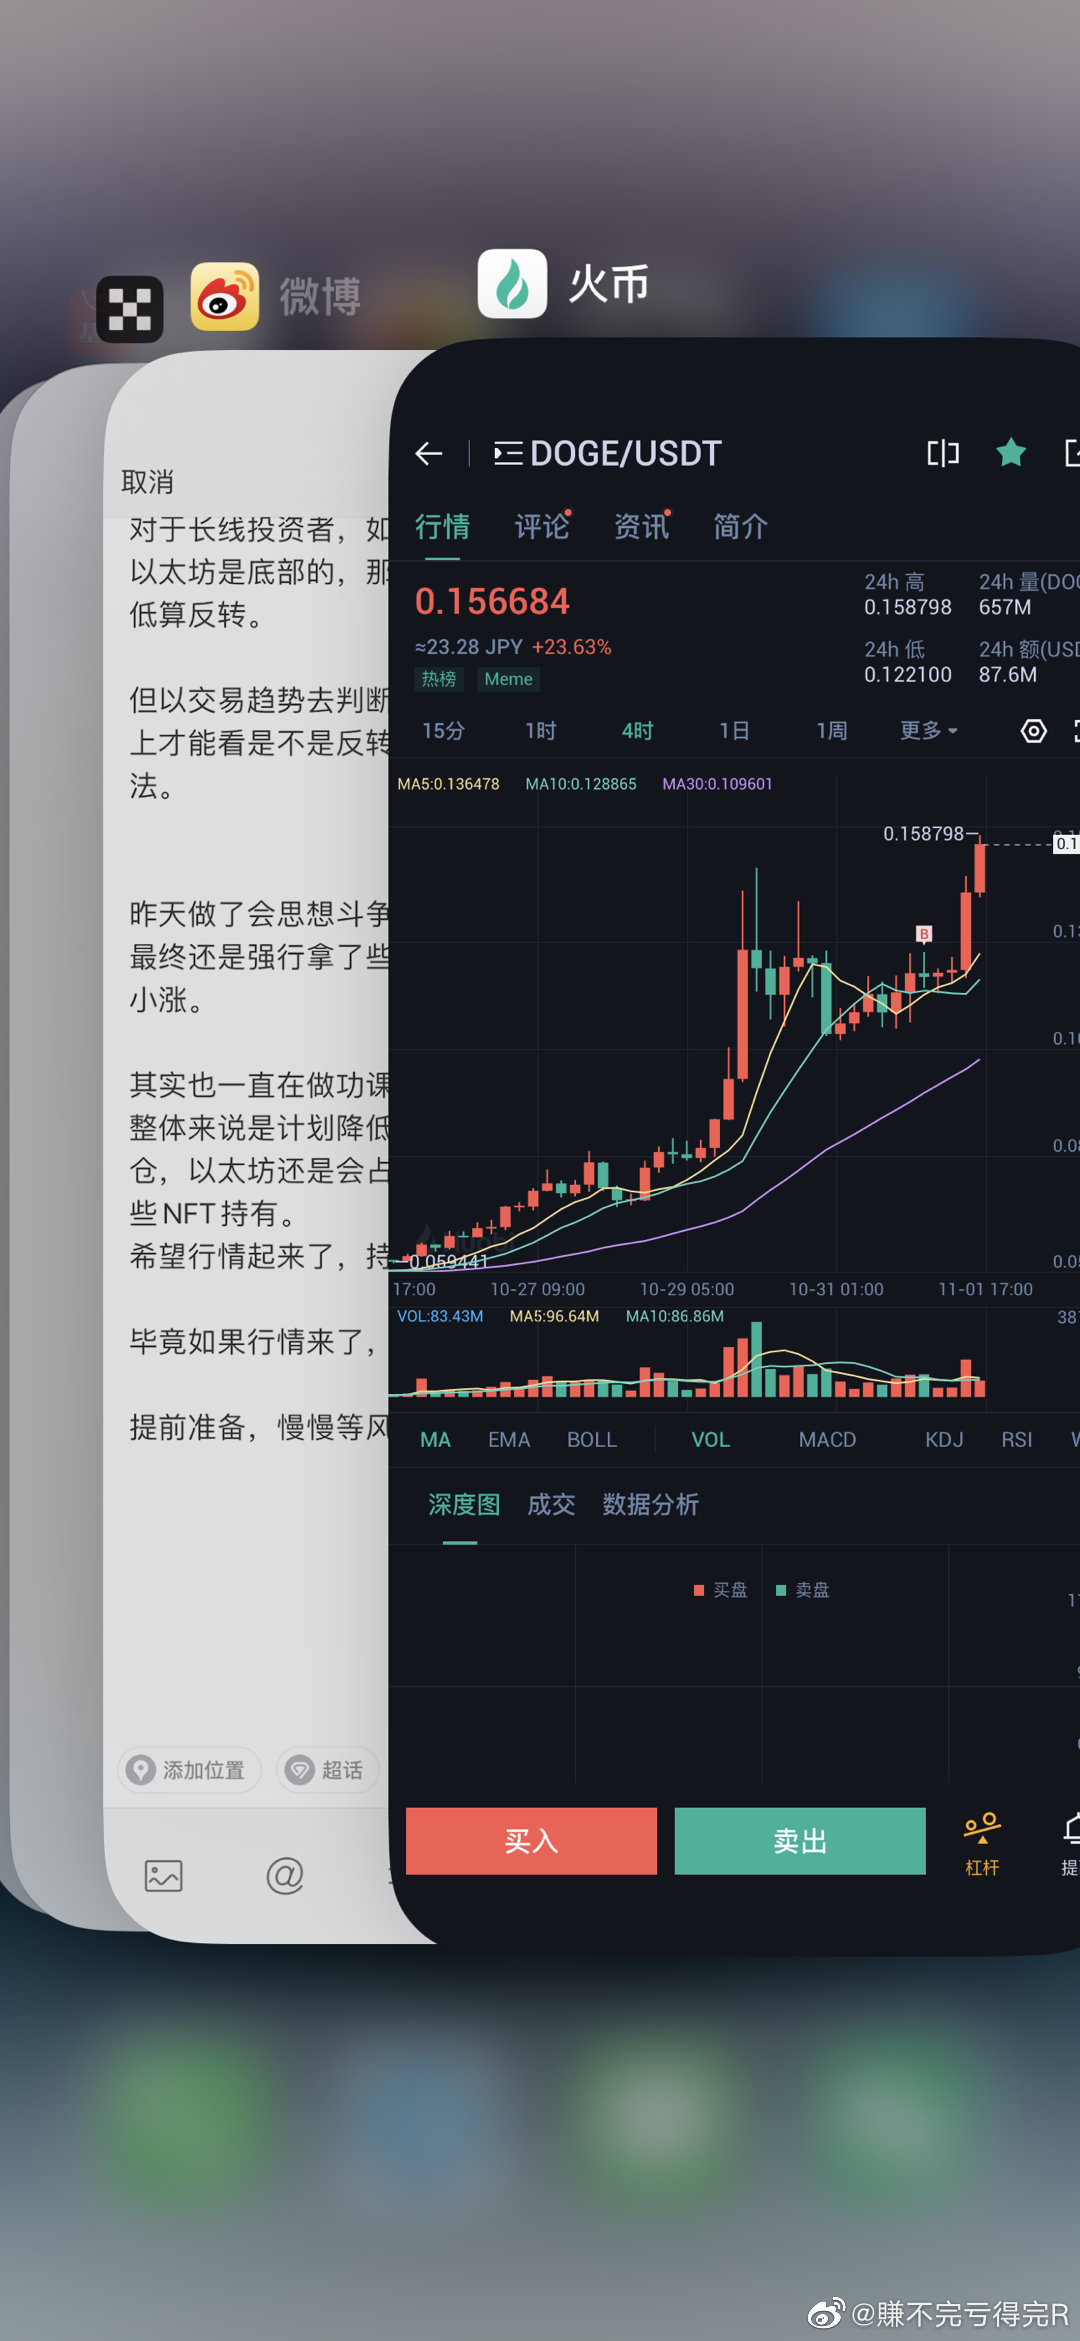 微博
火币
取消
对于长线投资者，如
以太坊是底部的，那
低算反转。
但以交易趋势去判断
上才能看是不是反转
法。
昨天做了会思想斗争
最终还是强行拿了些
小涨。
其实也一直在做功课
整体来说是计划降低
仓，以太坊还是会占
些NFT持有。
希望行情起来了，持
毕竟如果行情来了，
提前准备，慢慢等风
添加位置 超话
DOGE/USDT
行情 评论 资讯 简介
0.156684
≈23.28 JPY +23.63%
热榜 Meme
24h 高 24h 量(DO
0.158798 657M
24h 低 24h 额(USD
0.122100 87.6M
15分 1时 4时 1日 1周 更多
MA5:0.136478 MA10:0.128865 MA30:0.109601
0.158798
0.1
B
0.13
0.10
0.08
0.05
0.059441
17:00 10-27 09:00 10-29 05:00 10-31 01:00 11-01 17:00
VOL:83.43M MA5:96.64M MA10:86.86M
381
MA EMA BOLL VOL MACD KDJ RSI W
深度图 成交 数据分析
买盘 卖盘
买入 卖出 杠杆
@賺不完亏得完R